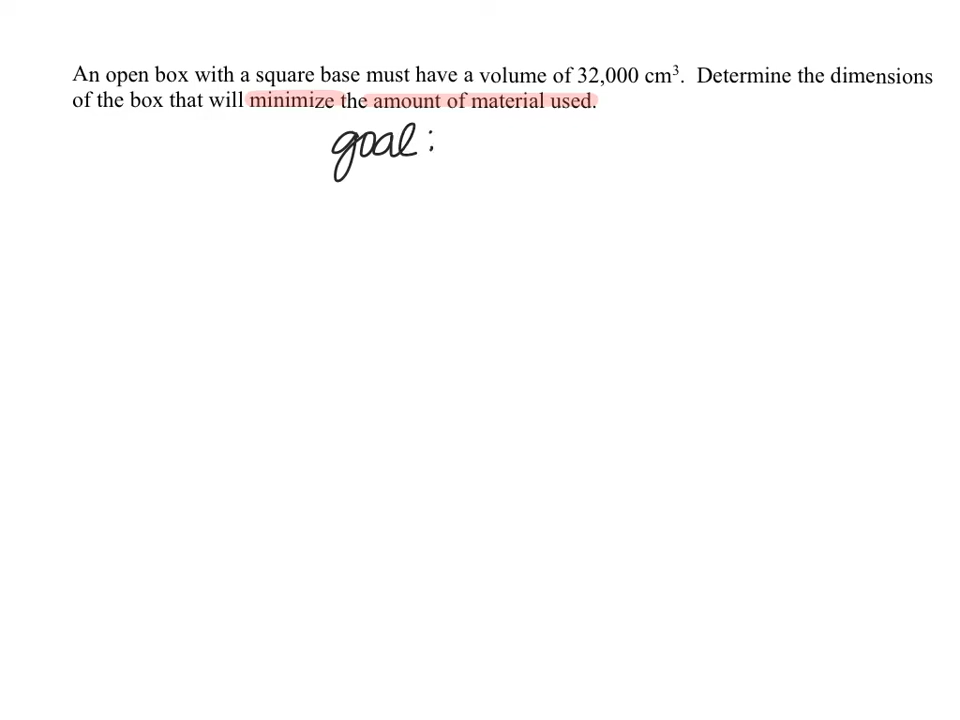 An open box with a square base must have a volume of 32,000 cm³. Determine the dimensions
of the box that will minimize the amount of material used.
goal: